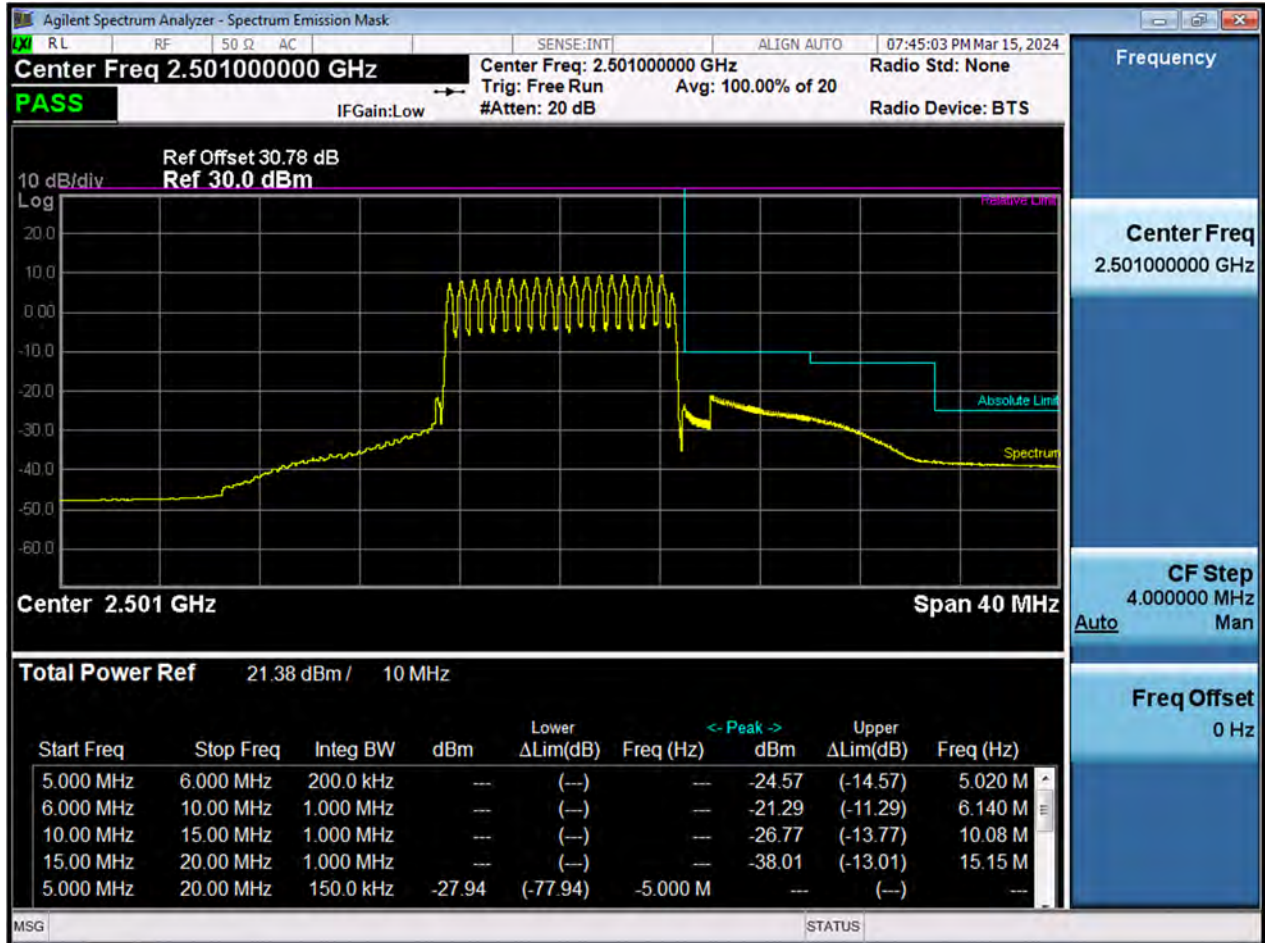 Agilent Spectrum Analyzer - Spectrum Emission Mask
LXI RL RF 50 Ω AC SENSE:INT ALIGN AUTO 07:45:03 PM Mar 15, 2024
Center Freq 2.501000000 GHz
Center Freq: 2.501000000 GHz Radio Std: None
Trig: Free Run Avg: 100.00% of 20
PASS IFGain:Low #Atten: 20 dB Radio Device: BTS
Ref Offset 30.78 dB
10 dB/div Ref 30.0 dBm
Log
Relative Limit
20.0
10.0
0.00
-10.0
-20.0
Absolute Limit
-30.0
Spectrum
-40.0
-50.0
-60.0
Center 2.501 GHz Span 40 MHz
Total Power Ref 21.38 dBm / 10 MHz
Lower <- Peak -> Upper
Start Freq Stop Freq Integ BW dBm ΔLim(dB) Freq (Hz) dBm ΔLim(dB) Freq (Hz)
5.000 MHz 6.000 MHz 200.0 kHz --- (---) --- -24.57 (-14.57) 5.020 M
6.000 MHz 10.00 MHz 1.000 MHz --- (---) --- -21.29 (-11.29) 6.140 M
10.00 MHz 15.00 MHz 1.000 MHz --- (---) --- -26.77 (-13.77) 10.08 M
15.00 MHz 20.00 MHz 1.000 MHz --- (---) --- -38.01 (-13.01) 15.15 M
5.000 MHz 20.00 MHz 150.0 kHz -27.94 (-77.94) -5.000 M --- (---) ---
MSG STATUS
Frequency
Center Freq
2.501000000 GHz
CF Step
4.000000 MHz
Auto Man
Freq Offset
0 Hz